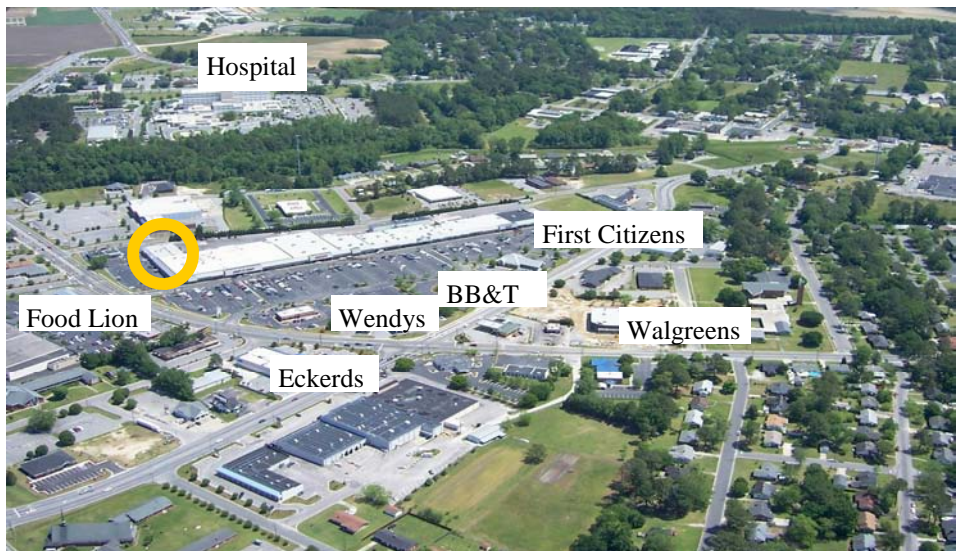 Hospital
First Citizens
BB&T
Food Lion
Wendys
Walgreens
Eckerds